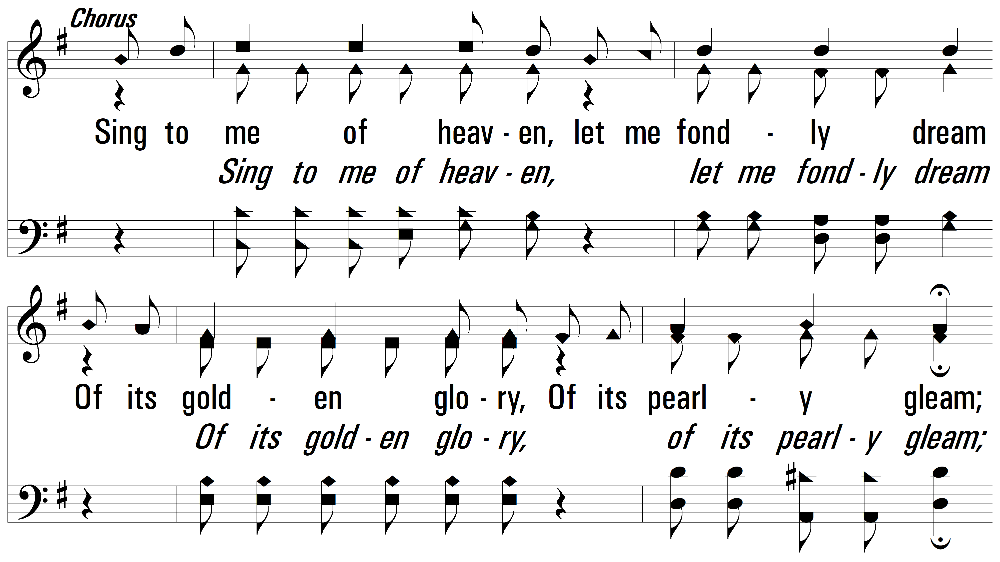 Chorus
Sing to me of heav - en, let me fond - ly dream
Sing to me of heav - en, let me fond - ly dream
Of its gold - en glo - ry, Of its pearl - y gleam;
Of its gold - en glo - ry, of its pearl - y gleam;